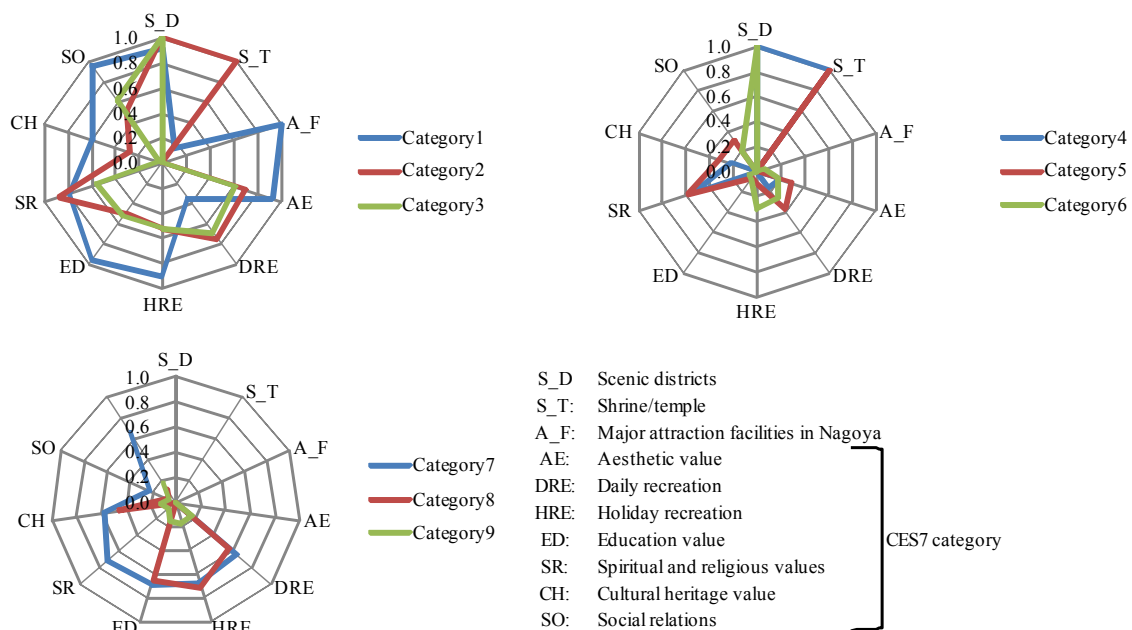 S_D
S_T
A_F
AE
DRE
HRE
ED
SR
CH
SO
1.0
0.8
0.6
0.4
0.2
0.0
Category1
Category2
Category3
S_D
S_T
A_F
AE
DRE
HRE
ED
SR
CH
SO
1.0
0.8
0.6
0.4
0.2
0.0
Category4
Category5
Category6
S_D
S_T
A_F
AE
DRE
HRE
ED
SR
CH
SO
1.0
0.8
0.6
0.4
0.2
0.0
Category7
Category8
Category9
S_D Scenic districts
S_T: Shrine/temple
A_F: Major attraction facilities in Nagoya
AE: Aesthetic value
DRE: Daily recreation
HRE: Holiday recreation
ED: Education value
SR: Spiritual and religious values
CH: Cultural heritage value
SO: Social relations
CES7 category